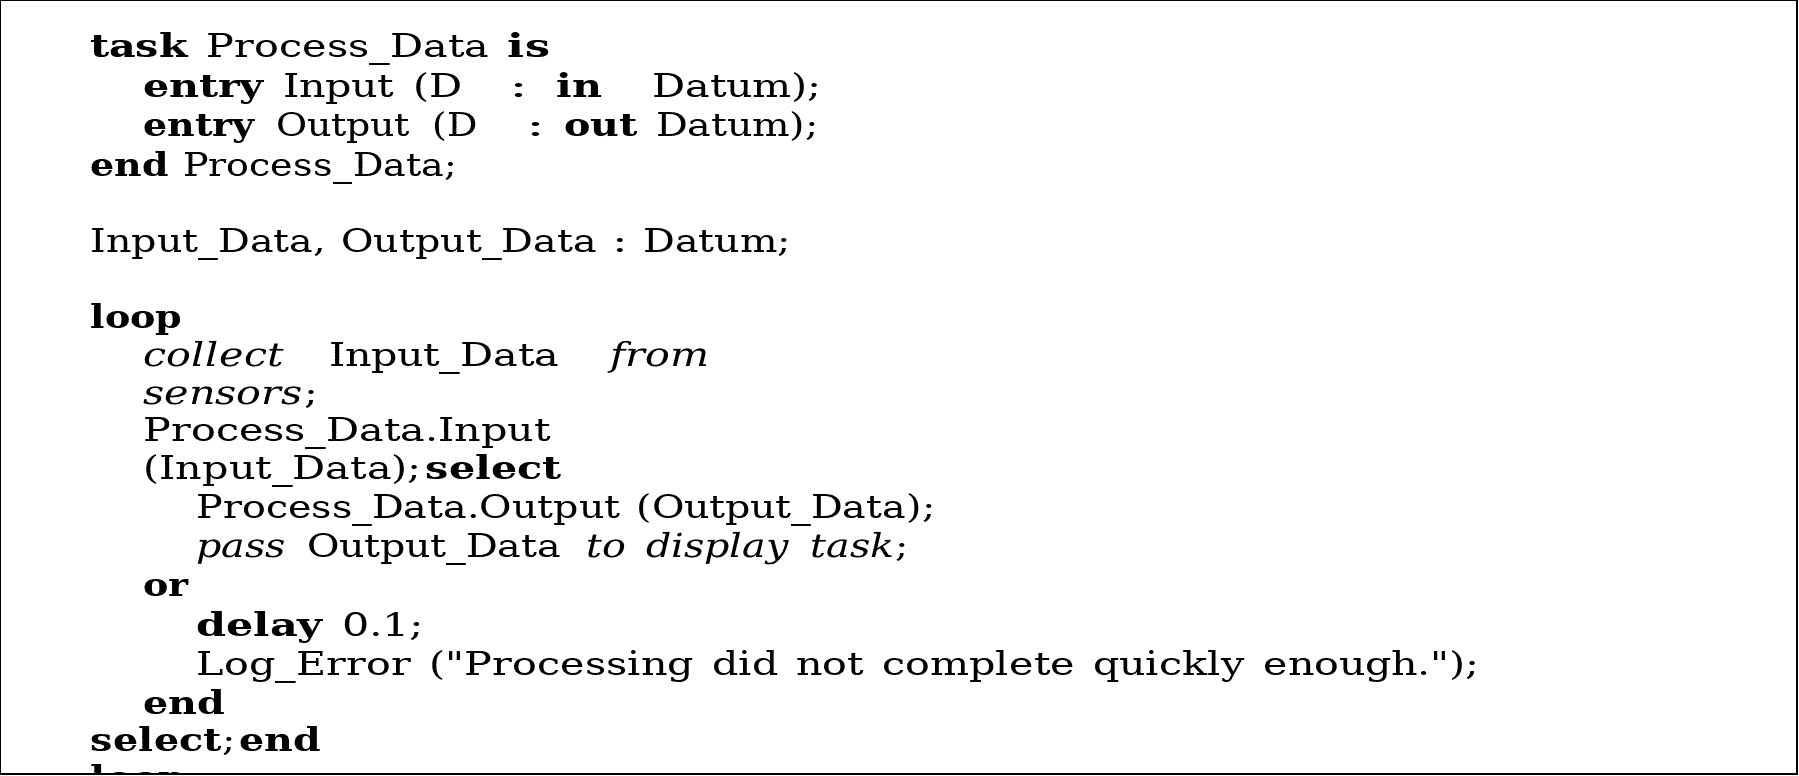 task Process_Data is
entry Input (D : in Datum);
entry Output (D : out Datum);
end Process_Data;
Input_Data, Output_Data : Datum;
loop
collect Input_Data from
sensors;
Process_Data.Input
(Input_Data);select
Process_Data.Output (Output_Data);
pass Output_Data to display task;
or
delay 0.1;
Log_Error ("Processing did not complete quickly enough.");
end
select;end
loop